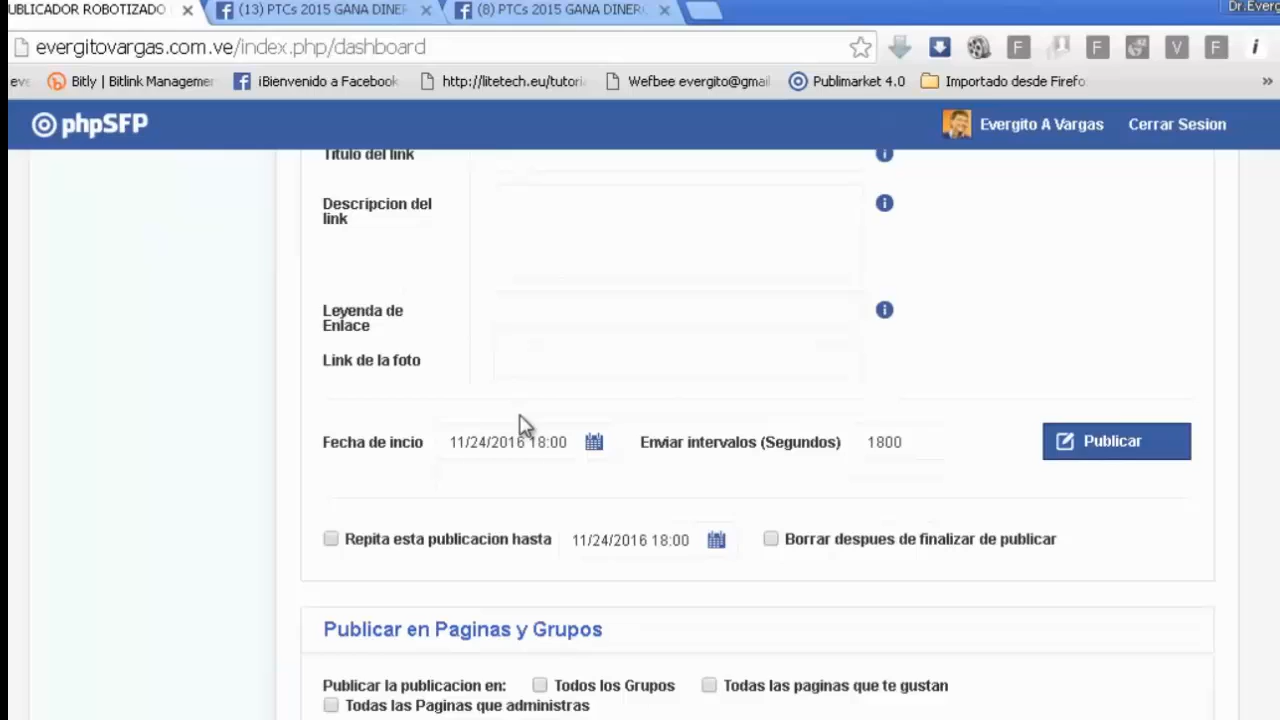 UBLICADOR ROBOTIZADO
(13) PTCs 2015 GANA DINER
(8) PTCs 2015 GANA DINER
Dr.Everg
evergitovargas.com.ve/index.php/dashboard
F
F
V
F
i
eve
Bitly | Bitlink Managemer
iBienvenido a Facebook
http://litetech.eu/tutori
Wefbee evergito@gmail
Publimarket 4.0
Importado desde Firefo
»
phpSFP
Evergito A Vargas
Cerrar Sesion
Titulo del link
Descripcion del
link
Leyenda de
Enlace
Link de la foto
Fecha de incio
11/24/2016 18:00
Enviar intervalos (Segundos)
1800
Publicar
Repita esta publicacion hasta
11/24/2016 18:00
Borrar despues de finalizar de publicar
Publicar en Paginas y Grupos
Publicar la publicacion en:
Todos los Grupos
Todas las paginas que te gustan
Todas las Paginas que administras